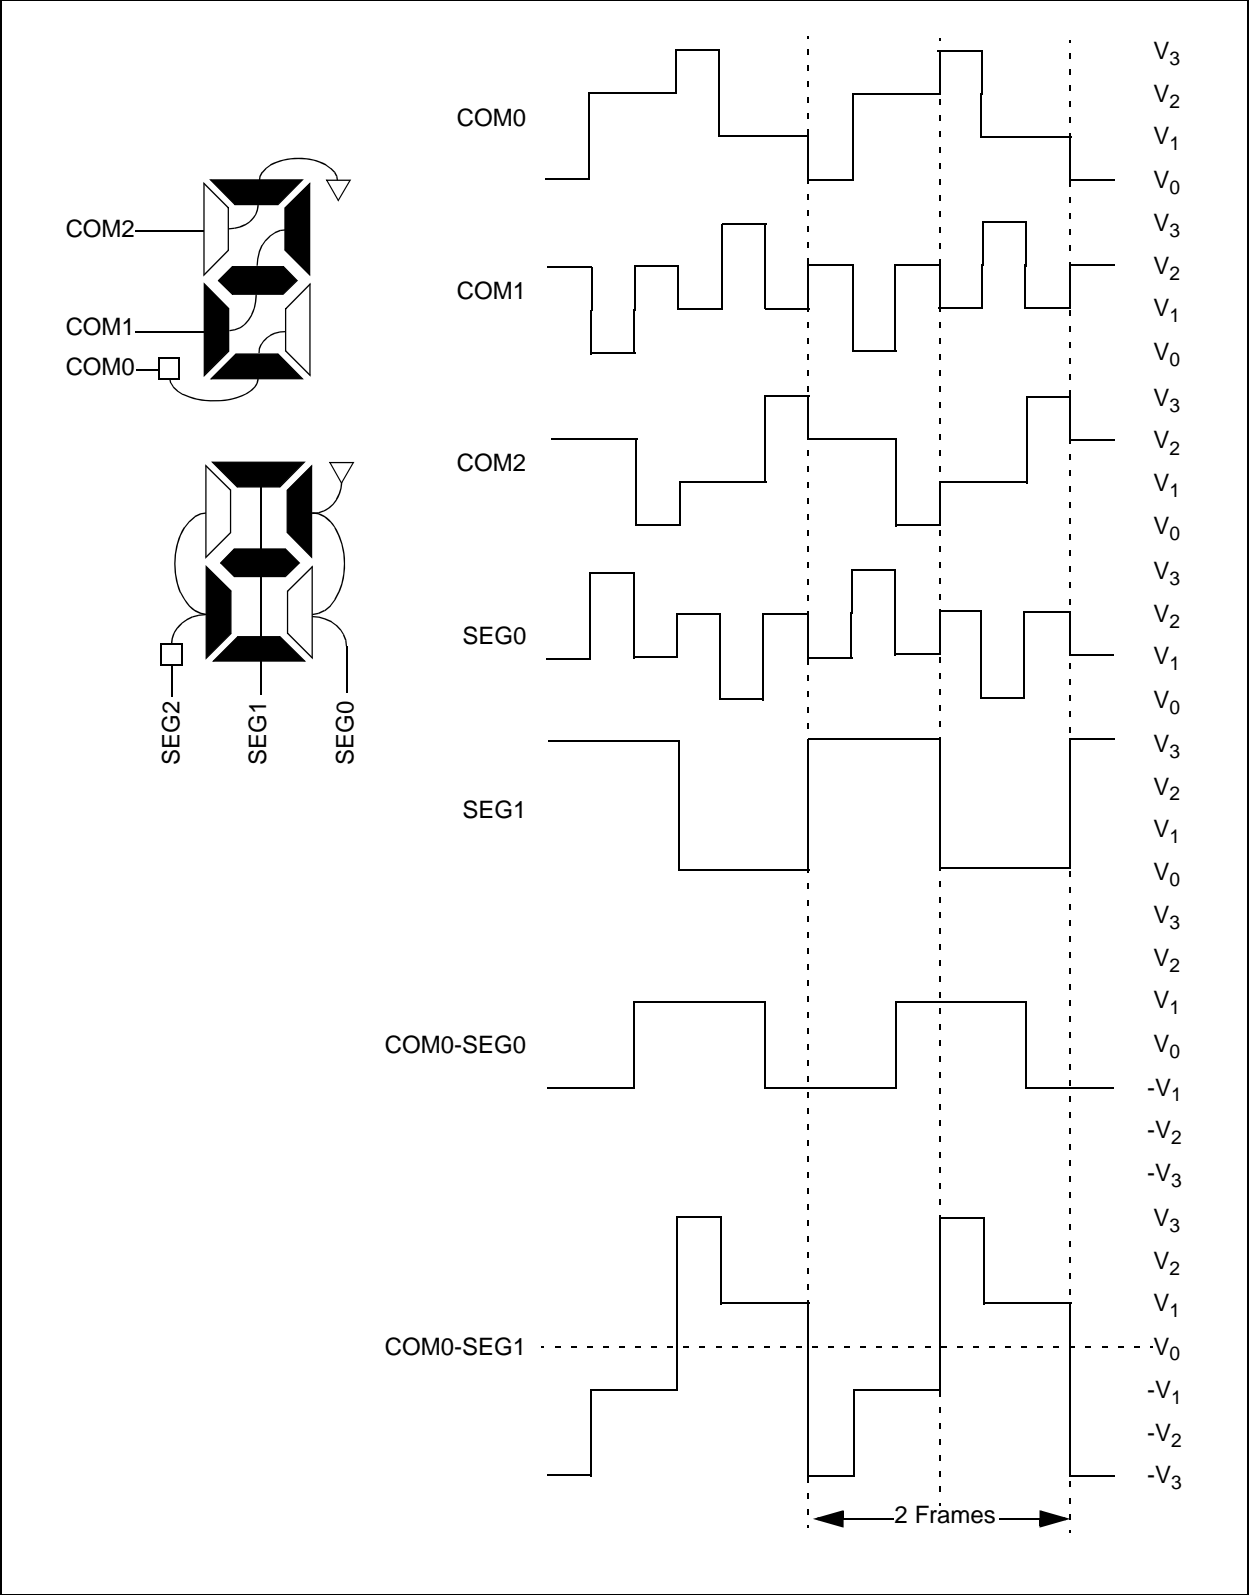 COM2
COM1
COM0
SEG2
SEG1
SEG0
COM0
V3
V2
V1
V0
COM1
V3
V2
V1
V0
COM2
V3
V2
V1
V0
SEG0
V3
V2
V1
V0
SEG1
V3
V2
V1
V0
COM0-SEG0
V3
V2
V1
V0
-V1
-V2
-V3
COM0-SEG1
V3
V2
V1
V0
-V1
-V2
-V3
2 Frames